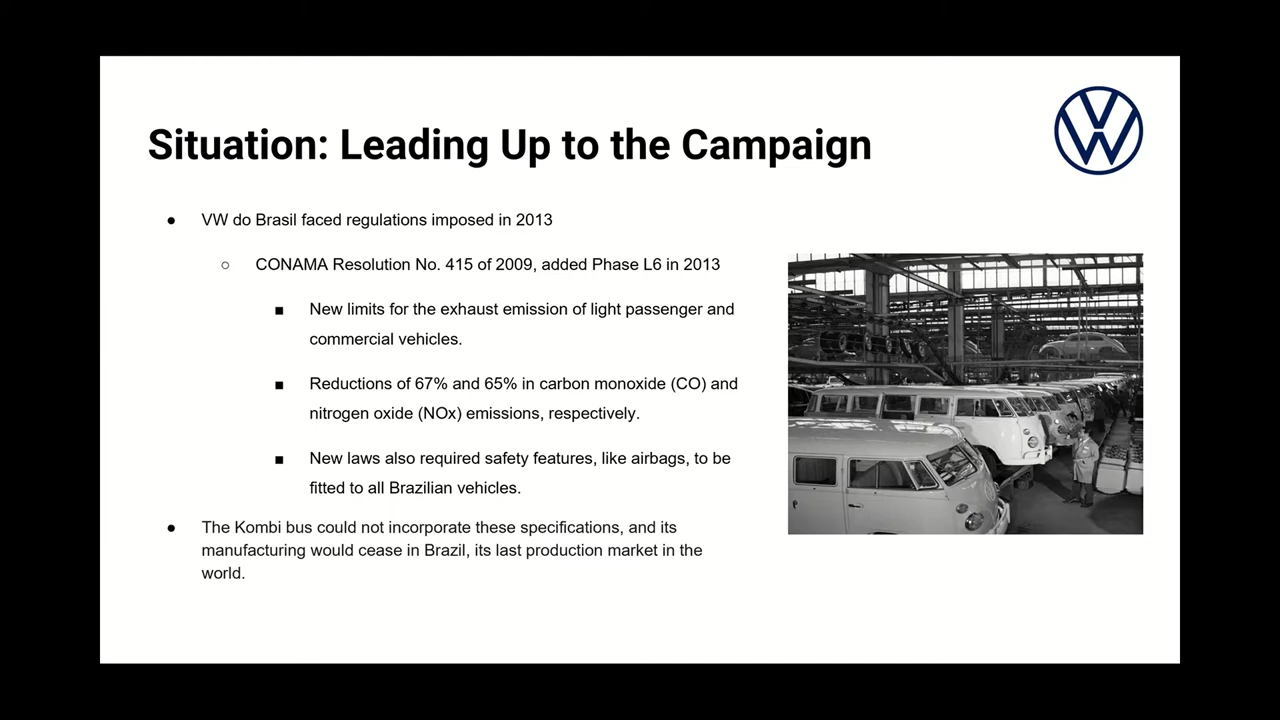 Situation: Leading Up to the Campaign
● VW do Brasil faced regulations imposed in 2013
○ CONAMA Resolution No. 415 of 2009, added Phase L6 in 2013
■ New limits for the exhaust emission of light passenger and
commercial vehicles.
■ Reductions of 67% and 65% in carbon monoxide (CO) and
nitrogen oxide (NOx) emissions, respectively.
■ New laws also required safety features, like airbags, to be
fitted to all Brazilian vehicles.
● The Kombi bus could not incorporate these specifications, and its
manufacturing would cease in Brazil, its last production market in the
world.